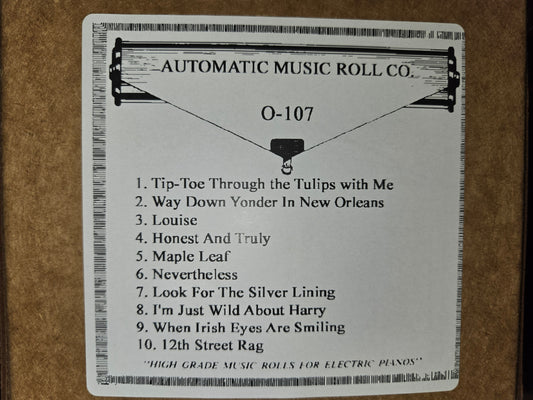 AUTOMATIC MUSIC ROLL CO.
O-107
1. Tip-Toe Through the Tulips with Me
2. Way Down Yonder In New Orleans
3. Louise
4. Honest And Truly
5. Maple Leaf
6. Nevertheless
7. Look For The Silver Lining
8. I'm Just Wild About Harry
9. When Irish Eyes Are Smiling
10. 12th Street Rag
"HIGH GRADE MUSIC ROLLS FOR ELECTRIC PIANOS"